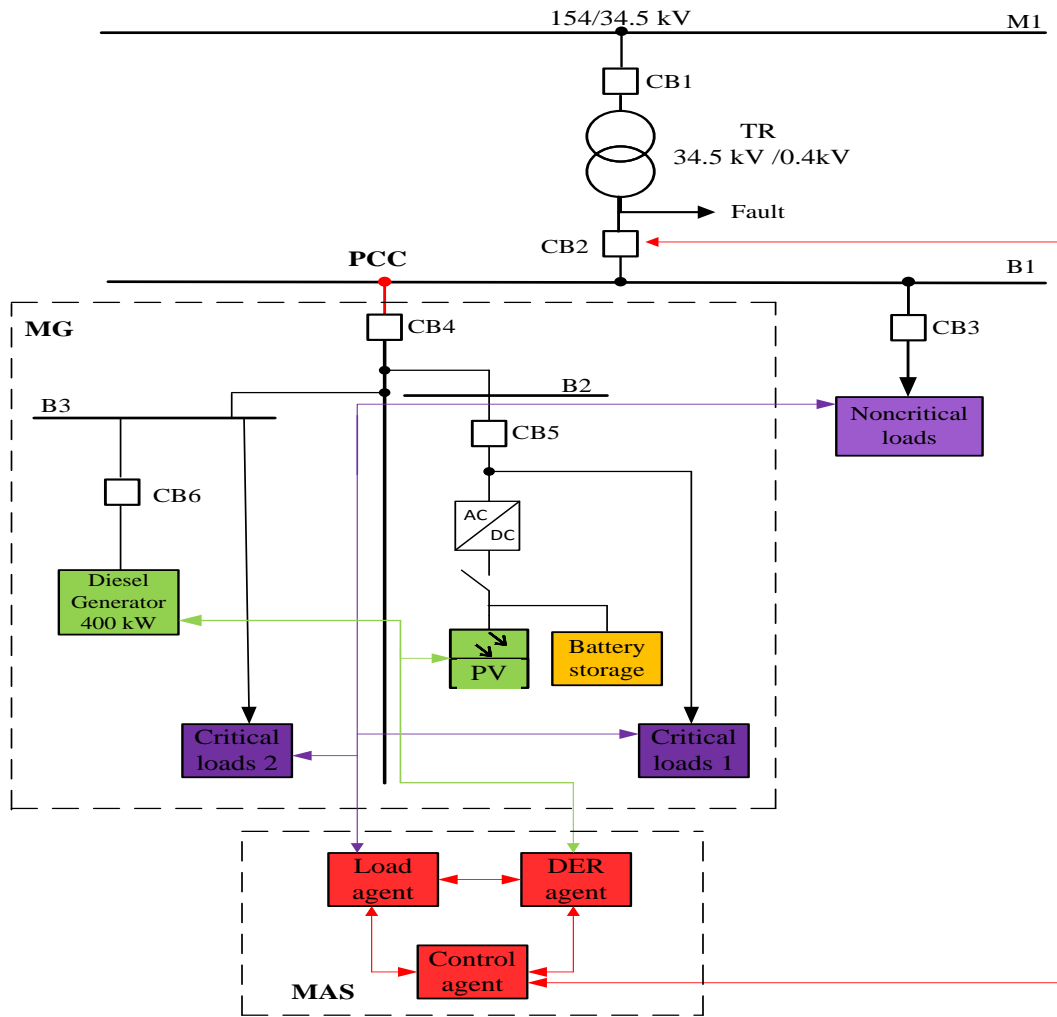 154/34.5 kV
M1
CB1
TR
34.5 kV /0.4kV
Fault
CB2
PCC
B1
MG
CB4
CB3
B2
B3
Noncritical
loads
CB5
CB6
AC
DC
Diesel
Generator
400 kW
PV
Battery
storage
Critical
loads 2
Critical
loads 1
Load
agent
DER
agent
Control
agent
MAS